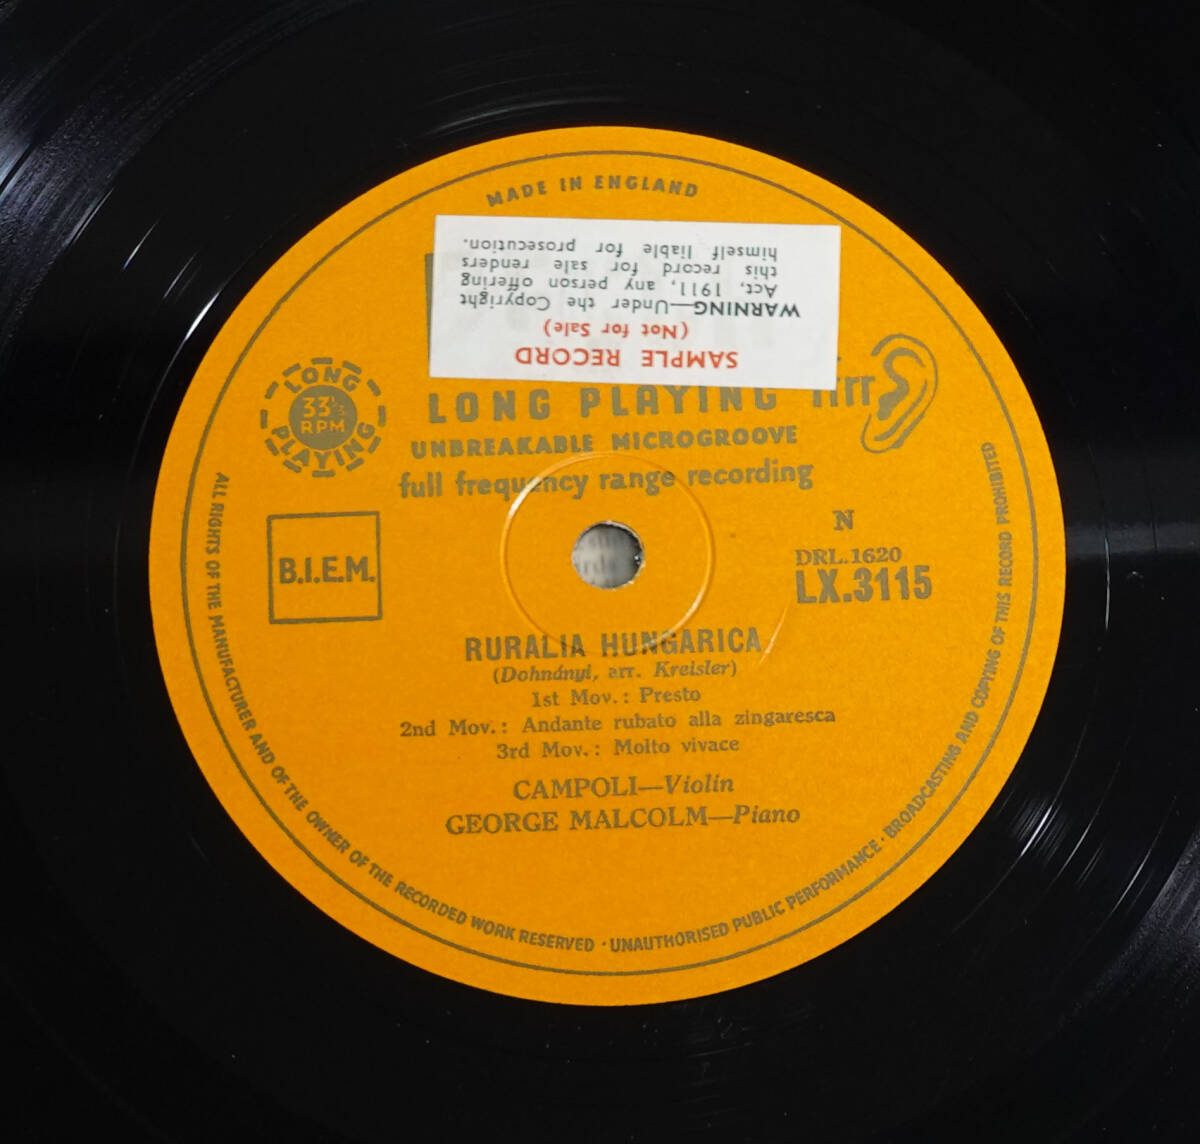 MADE IN ENGLAND
SAMPLE RECORD
(Not for Sale)
WARNING—Under the Copyright
Act, 1911, any person offering
this record for sale renders
himself liable for prosecution.
LONG PLAYING
33⅓
RPM
LONG PLAYING
UNBREAKABLE MICROGROOVE
full frequency range recording
B.I.E.M.
N
DRL.1620
LX.3115
RURALIA HUNGARICA
(Dohnányi, arr. Kreisler)
1st Mov.: Presto
2nd Mov.: Andante rubato alla zingaresca
3rd Mov.: Molto vivace
CAMPOLI—Violin
GEORGE MALCOLM—Piano
ALL RIGHTS OF THE MANUFACTURER AND OF THE OWNER OF THE RECORDED WORK RESERVED · UNAUTHORISED PUBLIC PERFORMANCE · BROADCASTING AND COPYING OF THIS RECORD PROHIBITED